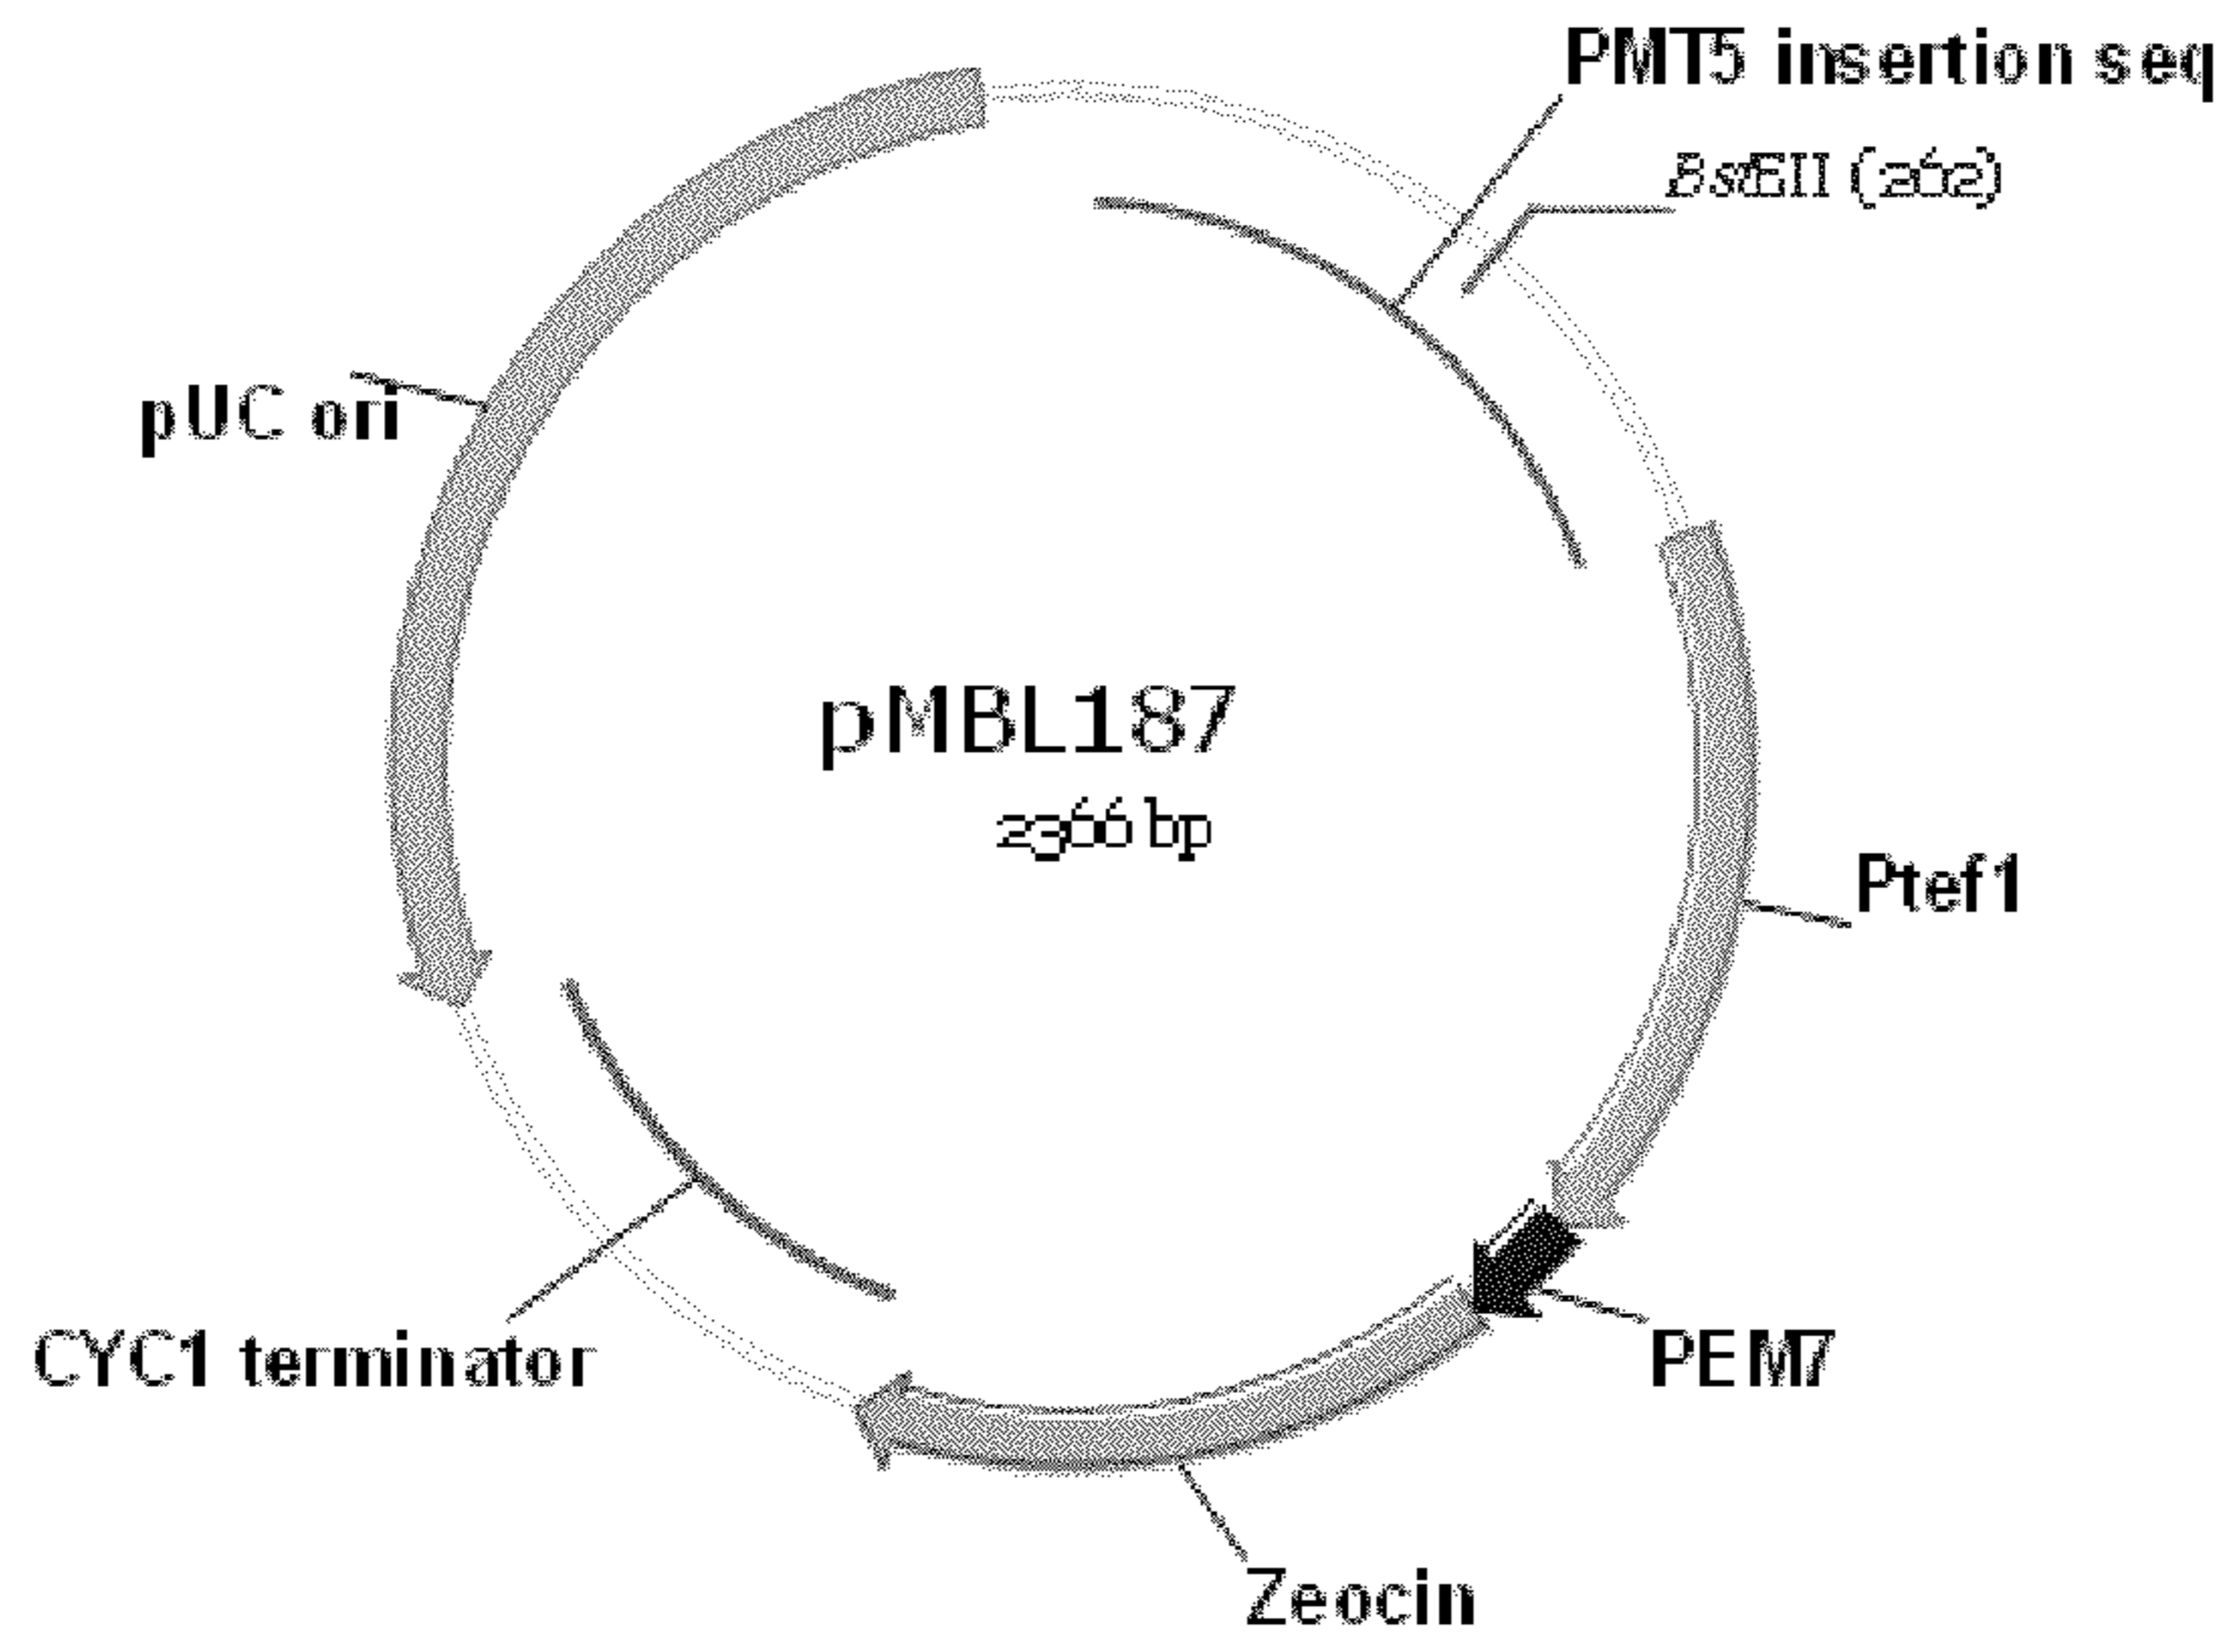 PMT5 insertion seq
BstEII (262)
pUC ori
pMBL187
2366 bp
Ptef1
CYC1 terminator
PEM7
Zeocin